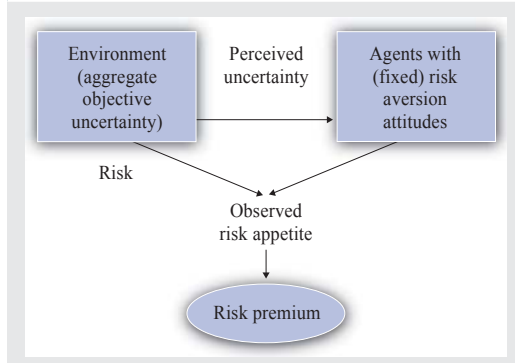 Environment
(aggregate
objective
uncertainty)
Perceived
uncertainty
Agents with
(fixed) risk
aversion
attitudes
Risk
Observed
risk appetite
Risk premium